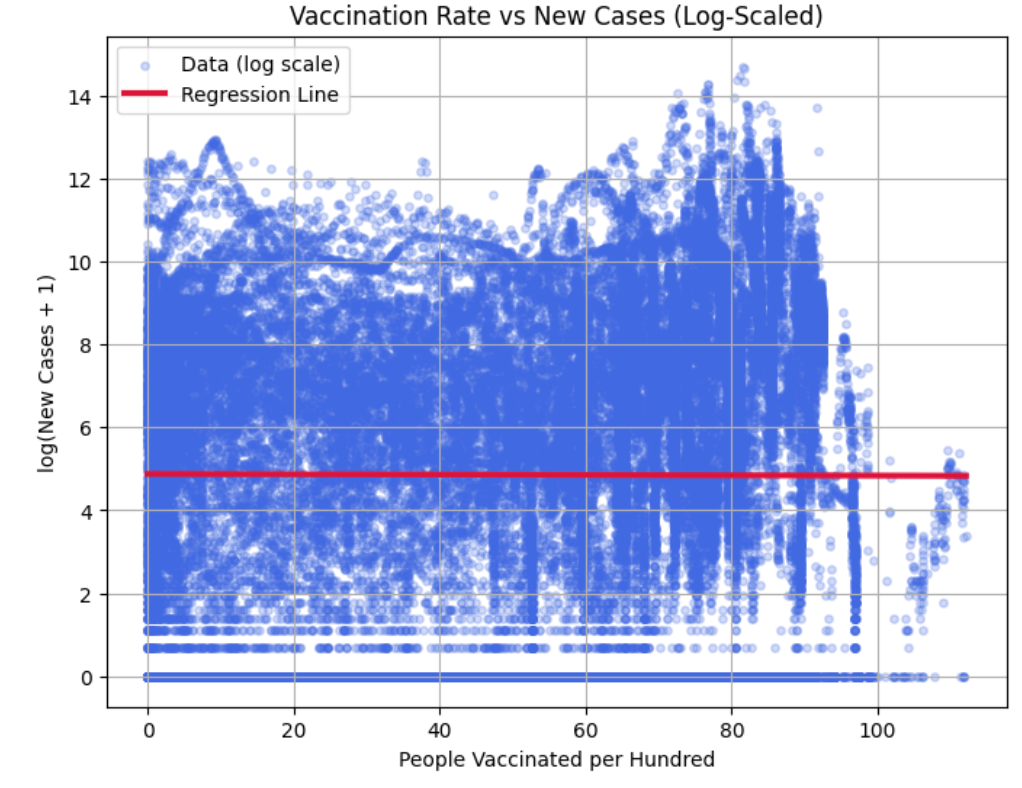 Vaccination Rate vs New Cases (Log-Scaled)
Data (log scale)
Regression Line
log(New Cases + 1)
14
12
10
8
6
4
2
0
0 20 40 60 80 100
People Vaccinated per Hundred